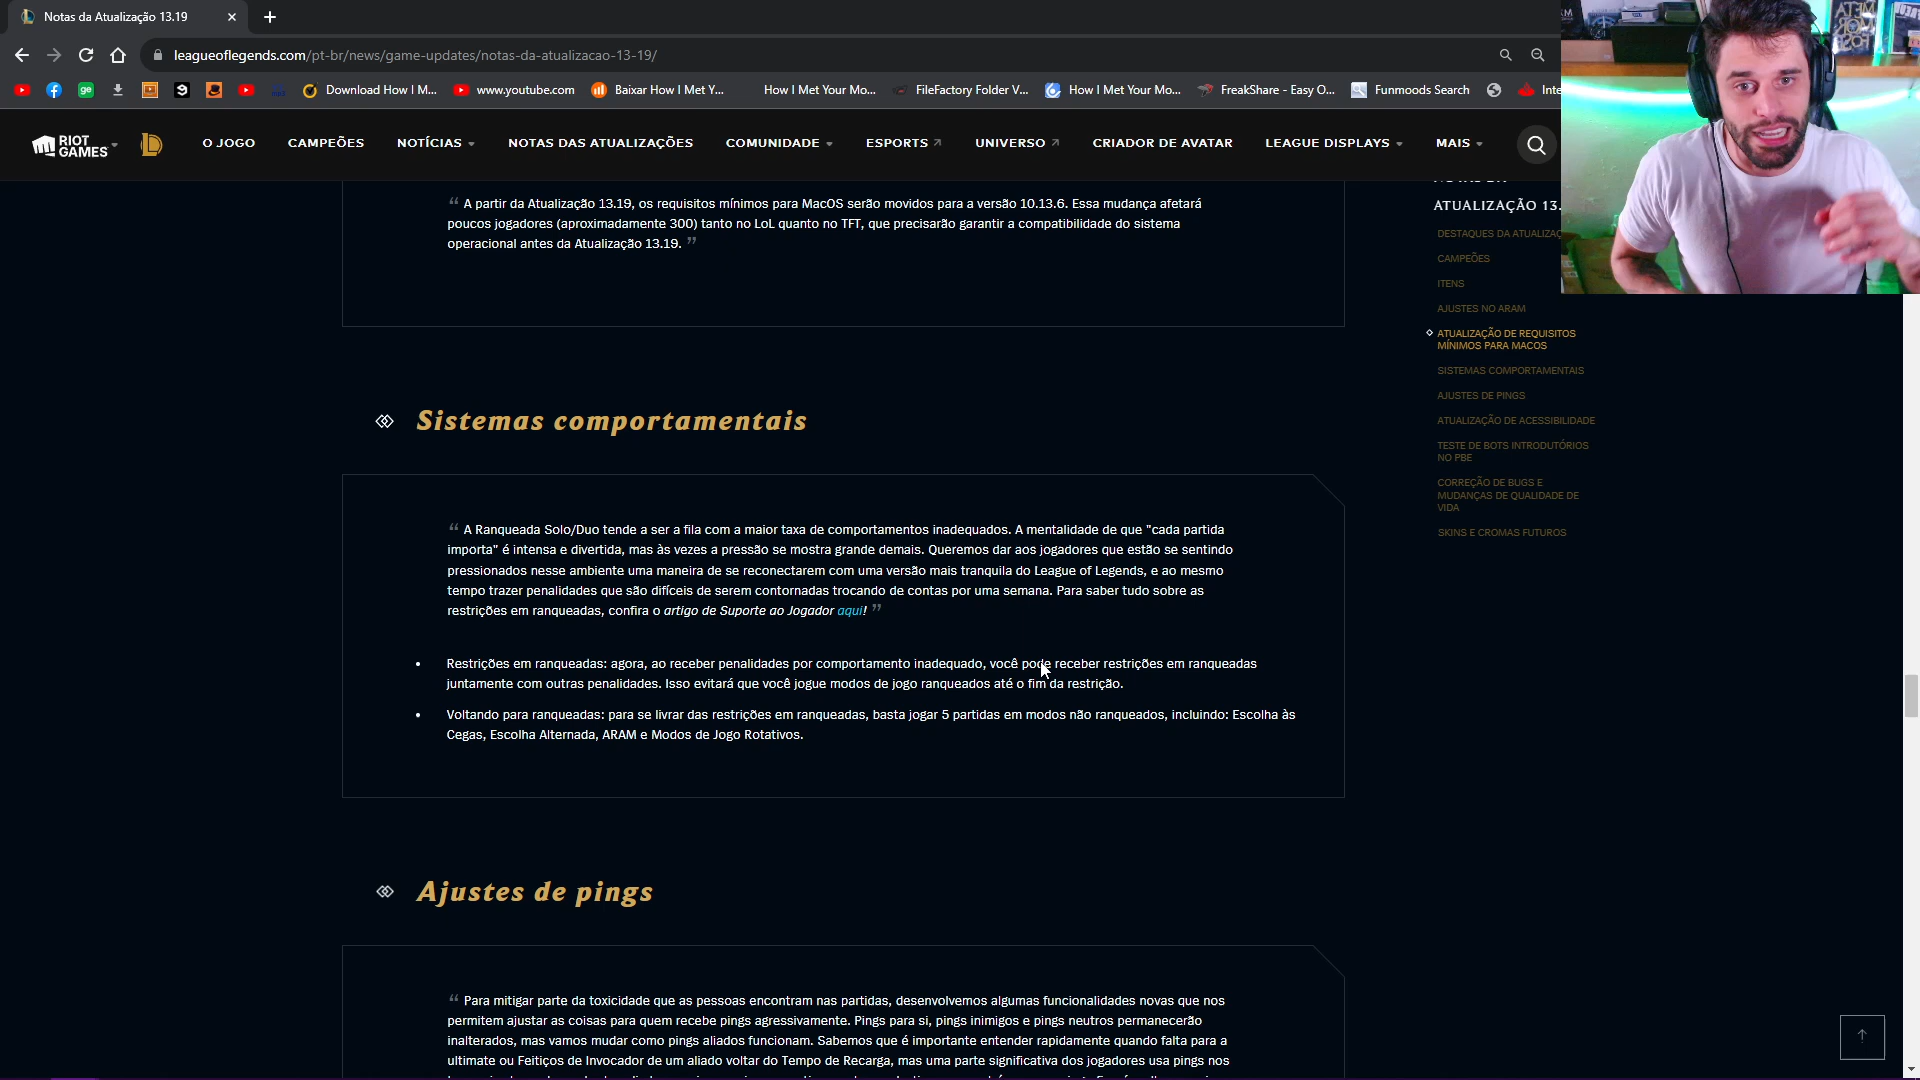 Notas da Atualização 13.19
leagueoflegends.com/pt-br/news/game-updates/notas-da-atualizacao-13-19/
Download How I M...
www.youtube.com
Baixar How I Met Y...
How I Met Your Mo...
FileFactory Folder V...
How I Met Your Mo...
FreakShare - Easy O...
Funmoods Search
Inte
RIOT GAMES
O JOGO
CAMPEÕES
NOTÍCIAS
NOTAS DAS ATUALIZAÇÕES
COMUNIDADE
ESPORTS
UNIVERSO
CRIADOR DE AVATAR
LEAGUE DISPLAYS
MAIS
“ A partir da Atualização 13.19, os requisitos mínimos para MacOS serão movidos para a versão 10.13.6. Essa mudança afetará
poucos jogadores (aproximadamente 300) tanto no LoL quanto no TFT, que precisarão garantir a compatibilidade do sistema
operacional antes da Atualização 13.19. ”
Sistemas comportamentais
“ A Ranqueada Solo/Duo tende a ser a fila com a maior taxa de comportamentos inadequados. A mentalidade de que "cada partida
importa" é intensa e divertida, mas às vezes a pressão se mostra grande demais. Queremos dar aos jogadores que estão se sentindo
pressionados nesse ambiente uma maneira de se reconectarem com uma versão mais tranquila do League of Legends, e ao mesmo
tempo trazer penalidades que são difíceis de serem contornadas trocando de contas por uma semana. Para saber tudo sobre as
restrições em ranqueadas, confira o artigo de Suporte ao Jogador aqui! ”
• Restrições em ranqueadas: agora, ao receber penalidades por comportamento inadequado, você pode receber restrições em ranqueadas
juntamente com outras penalidades. Isso evitará que você jogue modos de jogo ranqueados até o fim da restrição.
• Voltando para ranqueadas: para se livrar das restrições em ranqueadas, basta jogar 5 partidas em modos não ranqueados, incluindo: Escolha às
Cegas, Escolha Alternada, ARAM e Modos de Jogo Rotativos.
Ajustes de pings
“ Para mitigar parte da toxicidade que as pessoas encontram nas partidas, desenvolvemos algumas funcionalidades novas que nos
permitem ajustar as coisas para quem recebe pings agressivamente. Pings para si, pings inimigos e pings neutros permanecerão
inalterados, mas vamos mudar como pings aliados funcionam. Sabemos que é importante entender rapidamente quando falta para a
ultimate ou Feitiços de Invocador de um aliado voltar do Tempo de Recarga, mas uma parte significativa dos jogadores usa pings nos
ATUALIZAÇÃO 13.
DESTAQUES DA ATUALIZAÇ
CAMPEÕES
ITENS
AJUSTES NO ARAM
ATUALIZAÇÃO DE REQUISITOS
MÍNIMOS PARA MACOS
SISTEMAS COMPORTAMENTAIS
AJUSTES DE PINGS
ATUALIZAÇÃO DE ACESSIBILIDADE
TESTE DE BOTS INTRODUTÓRIOS
NO PBE
CORREÇÃO DE BUGS E
MUDANÇAS DE QUALIDADE DE
VIDA
SKINS E CROMAS FUTUROS